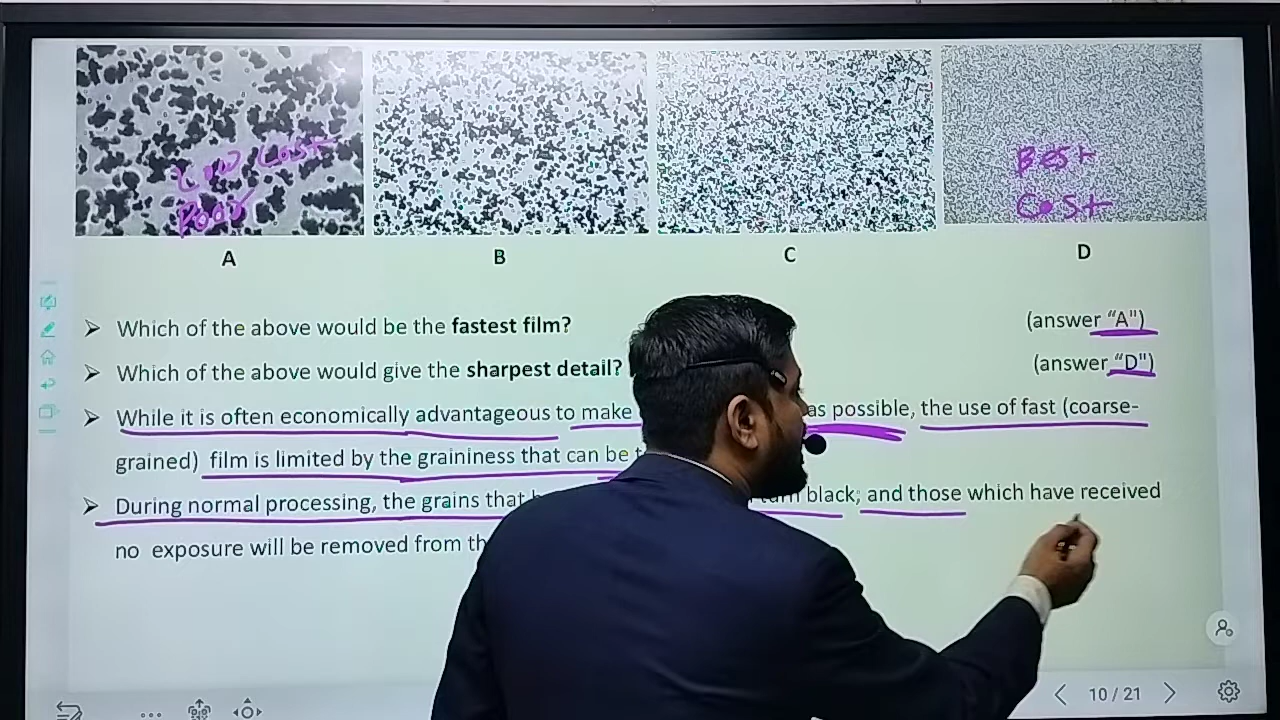 Low Cost
Poor
Best
Cost
A B C D
➤ Which of the above would be the fastest film? (answer "A")
➤ Which of the above would give the sharpest detail? (answer "D")
➤ While it is often economically advantageous to make as possible, the use of fast (coarse-
grained) film is limited by the graininess that can be
➤ During normal processing, the grains that turn black; and those which have received
no exposure will be removed from
10 / 21